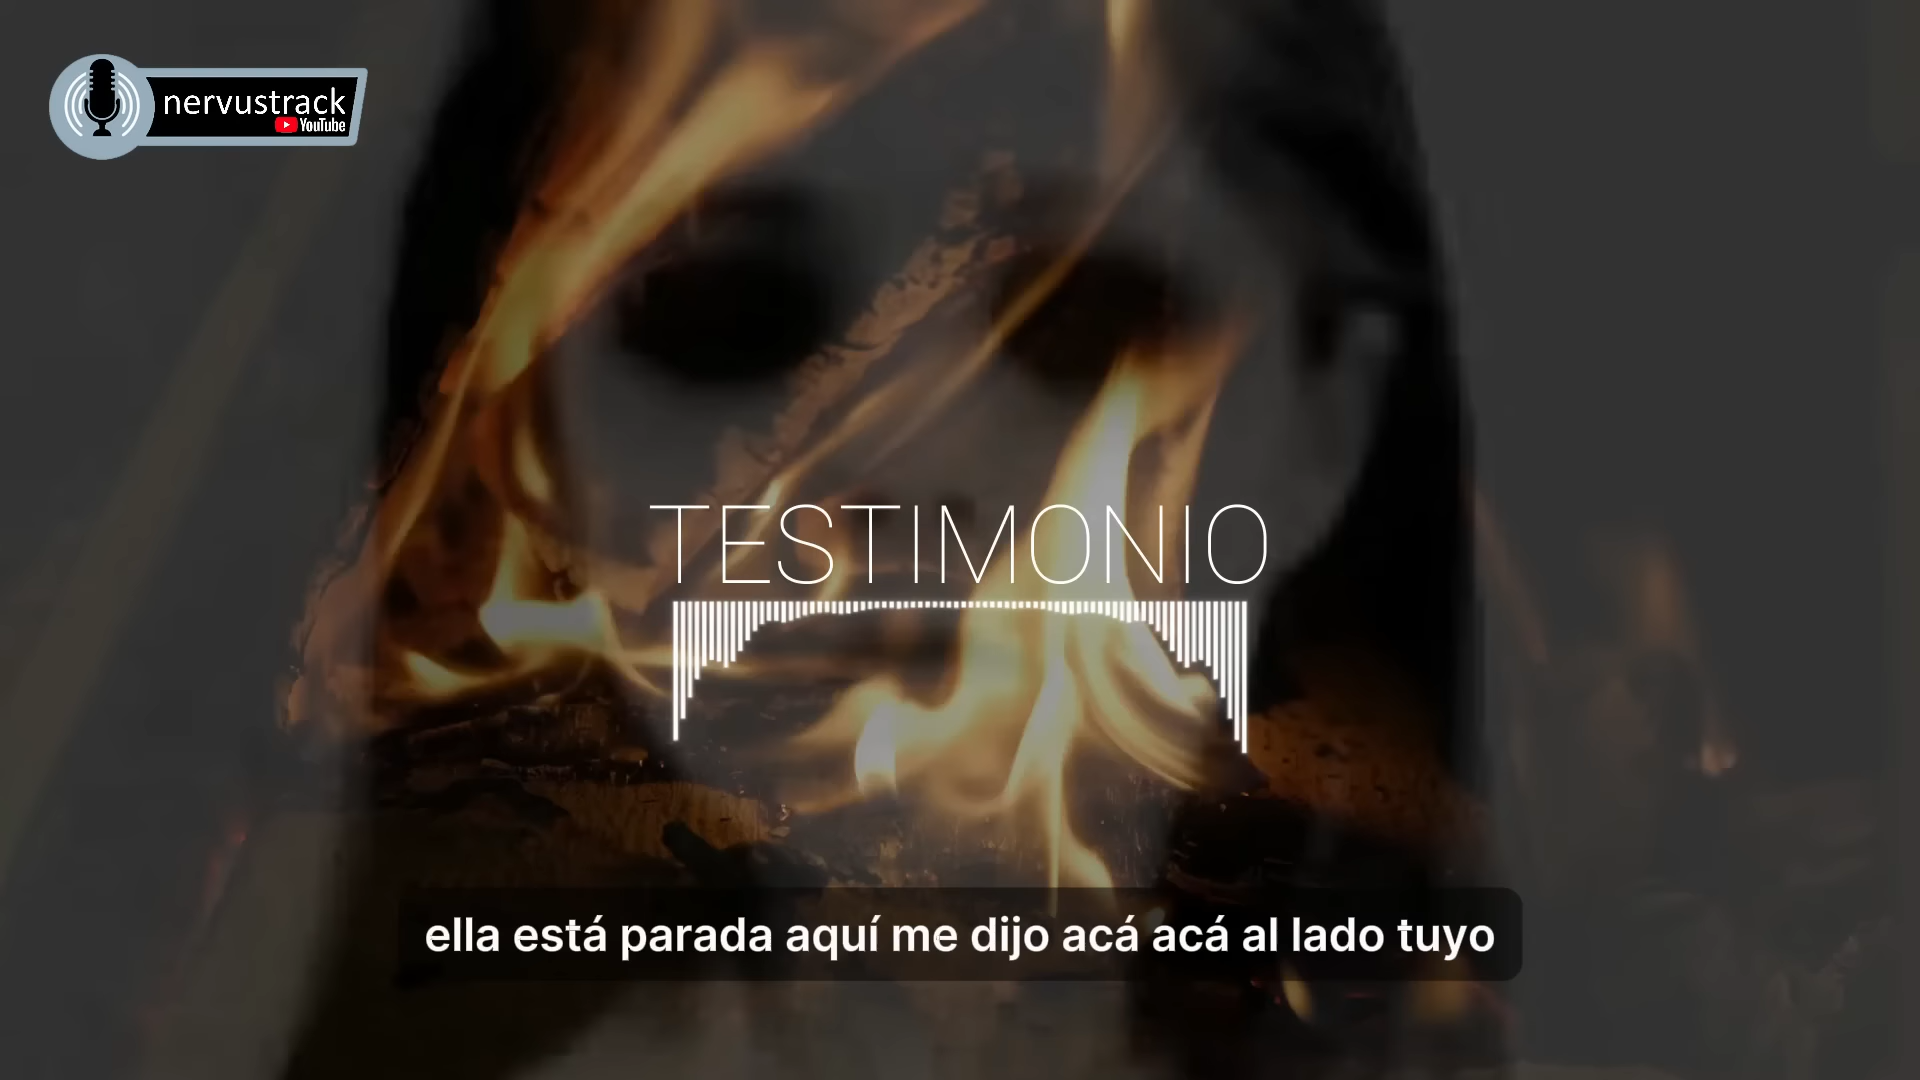 nervustrack
YouTube
TESTIMONIO
ella está parada aquí me dijo acá acá al lado tuyo